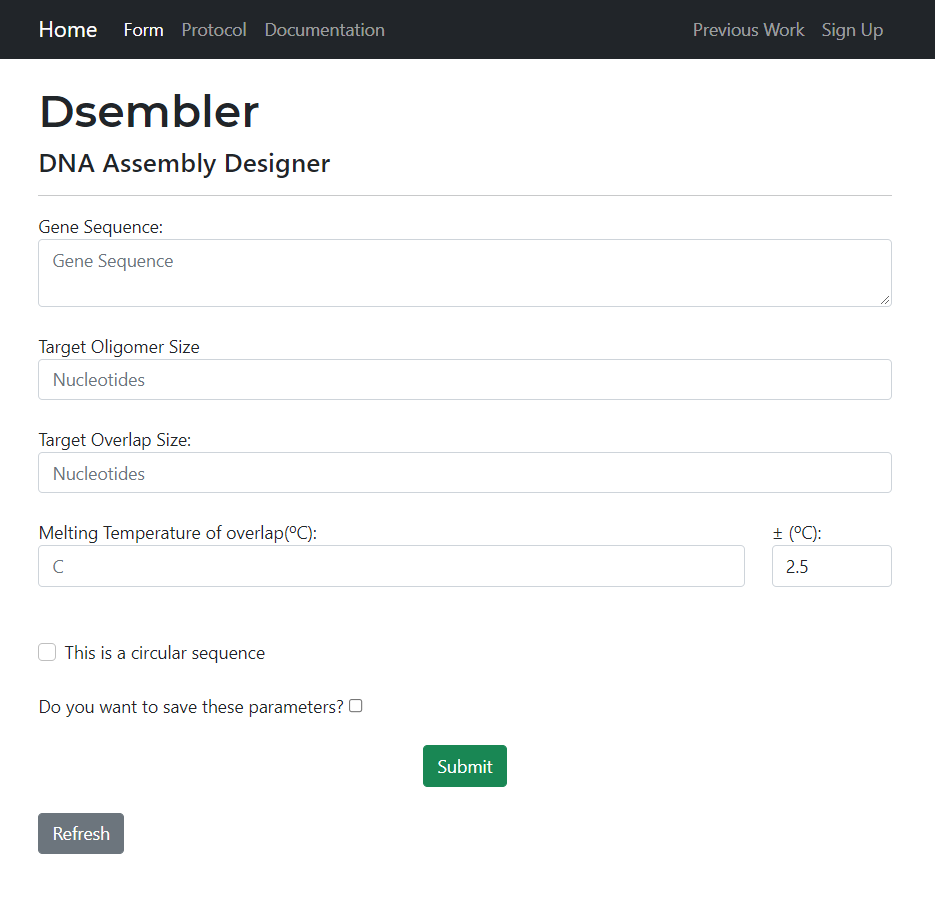 Home Form Protocol Documentation Previous Work Sign Up
Dsembler
DNA Assembly Designer
Gene Sequence:
Gene Sequence
Target Oligomer Size
Nucleotides
Target Overlap Size:
Nucleotides
Melting Temperature of overlap(ºC): ± (ºC):
C 2.5
This is a circular sequence
Do you want to save these parameters?
Submit
Refresh